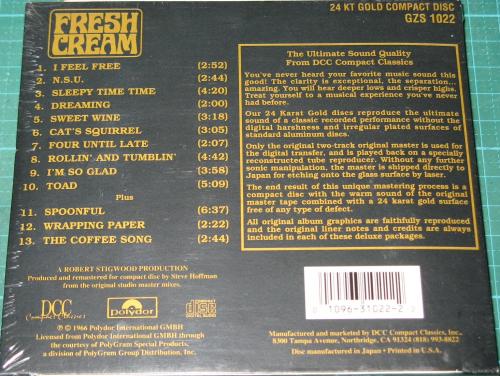 FRESH
CREAM
24 KT GOLD COMPACT DISC
GZS 1022
1. I FEEL FREE (2:52)
2. N.S.U. (2:44)
3. SLEEPY TIME TIME (4:20)
4. DREAMING (2:00)
5. SWEET WINE (3:18)
6. CAT'S SQUIRREL (3:05)
7. FOUR UNTIL LATE (2:07)
8. ROLLIN' AND TUMBLIN' (4:42)
9. I'M SO GLAD (3:58)
10. TOAD (5:09)
Plus
11. SPOONFUL (6:37)
12. WRAPPING PAPER (2:22)
13. THE COFFEE SONG (2:44)
The Ultimate Sound Quality
From DCC Compact Classics
You've never heard your favorite music sound this
good! The clarity is exceptional, the separation...
amazing. You will hear deeper lows and crisper highs.
Treat yourself to a musical experience you've never
had before.
Our 24 Karat Gold discs reproduce the ultimate
sound of a classic recorded performance without the
digital harshness and irregular plated surfaces of
standard aluminum discs.
Only the original two-track original master is used for
the digital transfer, and is played back on a specially
reconstructed tube reproducer. Without any further
sonic manipulation, the master is shipped directly to
Japan for etching onto the glass surface by laser.
The end result of this unique mastering process is a
compact disc with the warm sound of the original
master tape combined with a 24 karat gold surface
free of any type of defect.
All original album graphics are faithfully reproduced
and the original liner notes and credits are always
included in each of these deluxe packages.
A ROBERT STIGWOOD PRODUCTION
Produced and remastered for compact disc by Steve Hoffman
from the original studio master mixes.
DCC
Compact Classics
Polydor
COMPACT
disc
DIGITAL AUDIO
0 1096-31022-2
℗ © 1966 Polydor International GMBH
Licensed from Polydor International GMBH through
the courtesy of PolyGram Special Products,
a division of PolyGram Group Distribution, Inc.
Manufactured and marketed by DCC Compact Classics, Inc.
8300 Tampa Avenue, Northridge, CA 91324 (818) 993-8822
Disc manufactured in Japan • Printed in U.S.A.